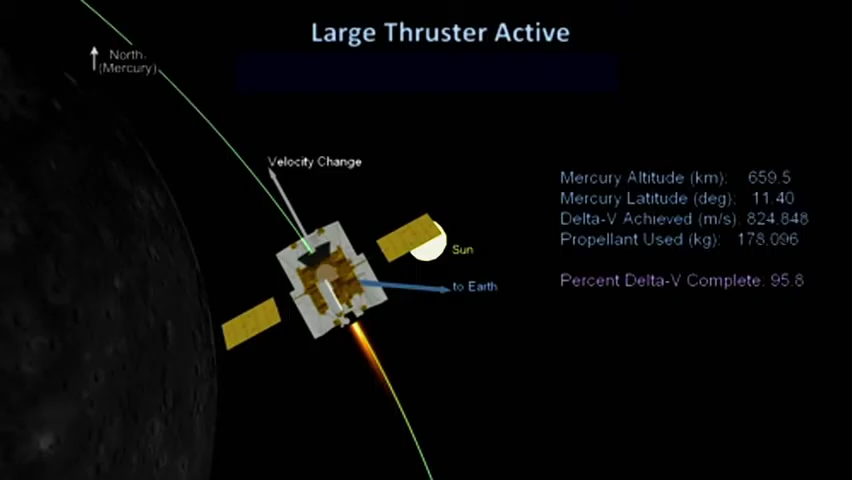 Large Thruster Active
North
(Mercury)
Velocity Change
Mercury Altitude (km): 659.5
Mercury Latitude (deg): 11.40
Delta-V Achieved (m/s): 824.848
Propellant Used (kg): 178.096
Sun
Percent Delta-V Complete: 95.8
to Earth